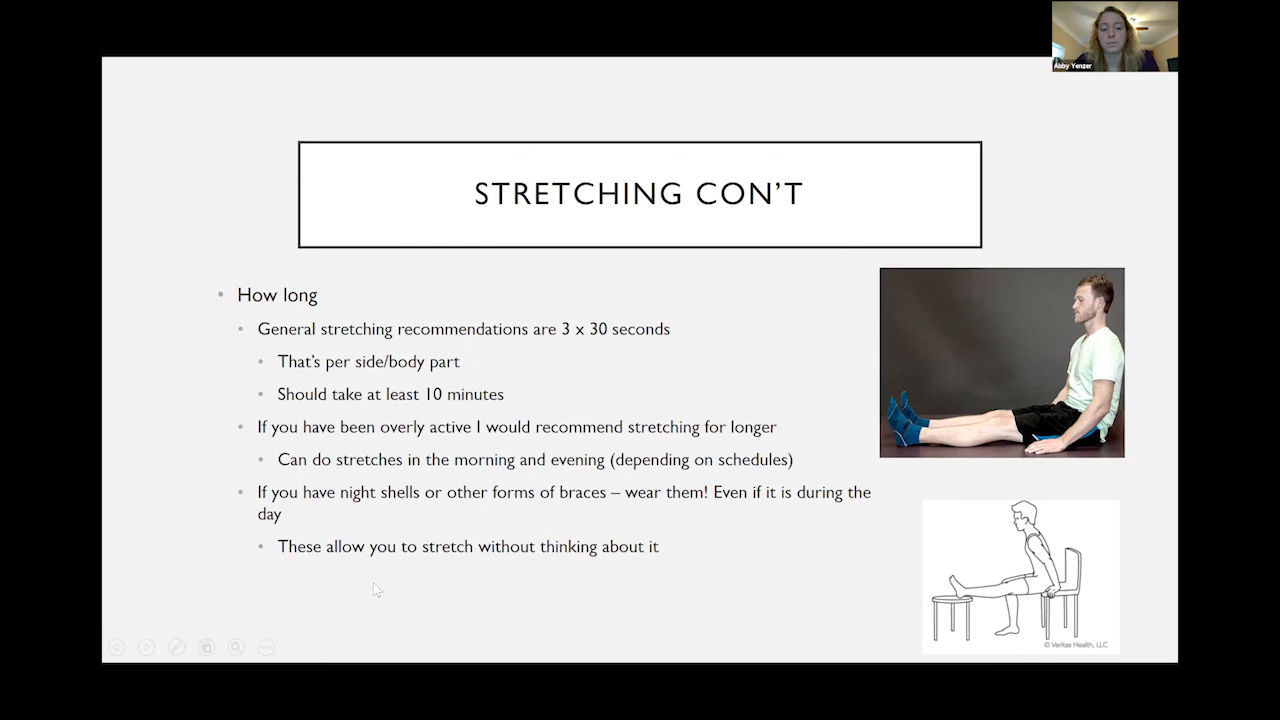 Abby Yenzer
STRETCHING CON'T
How long
General stretching recommendations are 3 x 30 seconds
That's per side/body part
Should take at least 10 minutes
If you have been overly active I would recommend stretching for longer
Can do stretches in the morning and evening (depending on schedules)
If you have night shells or other forms of braces – wear them! Even if it is during the
day
These allow you to stretch without thinking about it
© Veritas Health, LLC